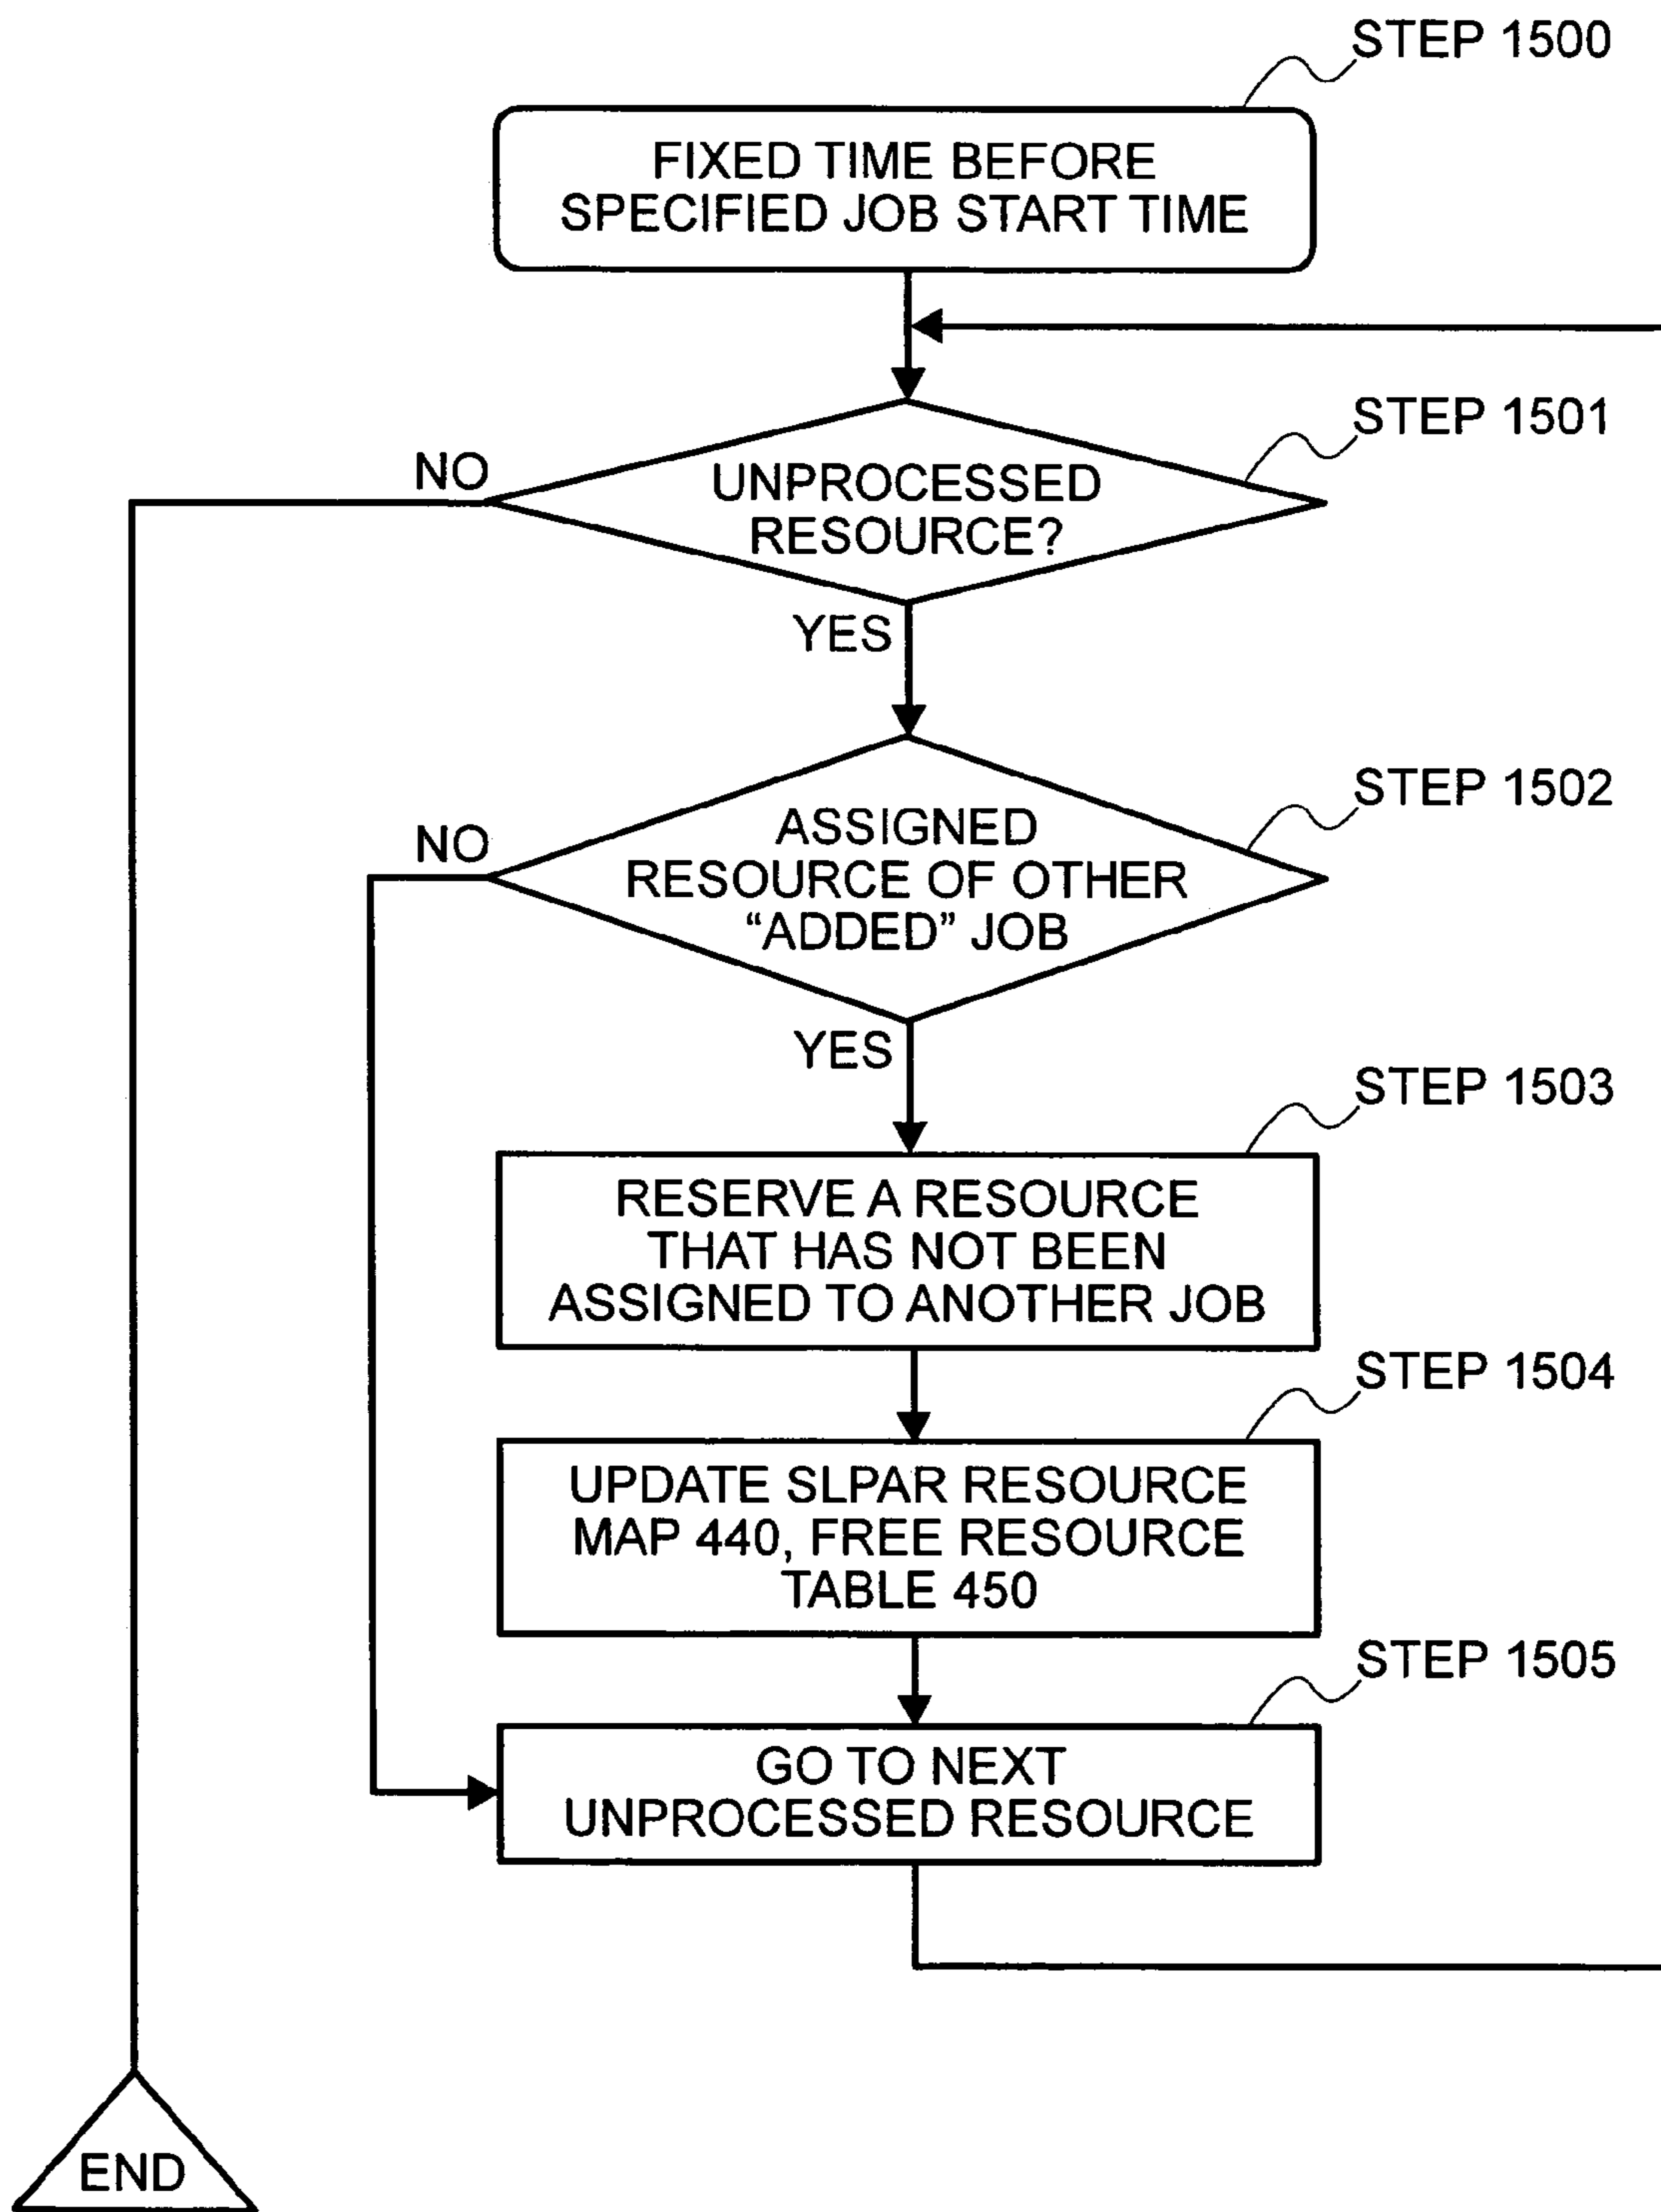 STEP 1500
FIXED TIME BEFORE
SPECIFIED JOB START TIME
STEP 1501
NO
UNPROCESSED
RESOURCE?
YES
STEP 1502
NO
ASSIGNED
RESOURCE OF OTHER
“ADDED” JOB
YES
STEP 1503
RESERVE A RESOURCE
THAT HAS NOT BEEN
ASSIGNED TO ANOTHER JOB
STEP 1504
UPDATE SLPAR RESOURCE
MAP 440, FREE RESOURCE
TABLE 450
STEP 1505
GO TO NEXT
UNPROCESSED RESOURCE
END